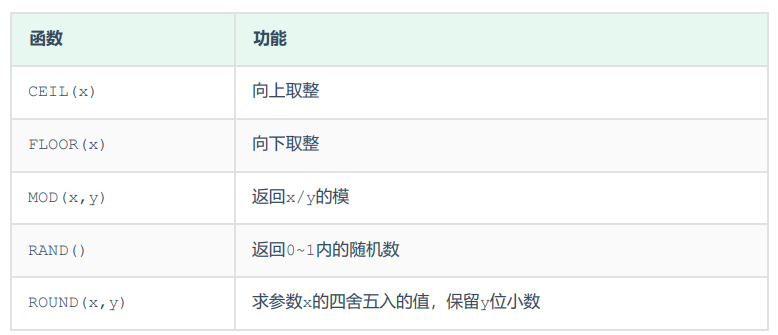 函数 功能
CEIL(x) 向上取整
FLOOR(x) 向下取整
MOD(x,y) 返回x/y的模
RAND() 返回0~1内的随机数
ROUND(x,y) 求参数x的四舍五入的值，保留y位小数